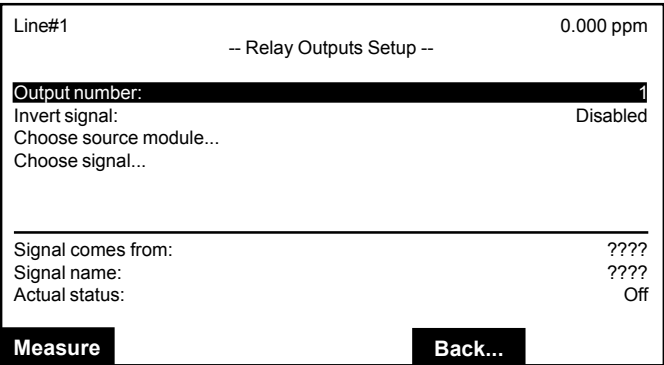 Line#1 0.000 ppm
-- Relay Outputs Setup --
Output number: 1
Invert signal: Disabled
Choose source module...
Choose signal...
Signal comes from: ????
Signal name: ????
Actual status: Off
Measure Back...